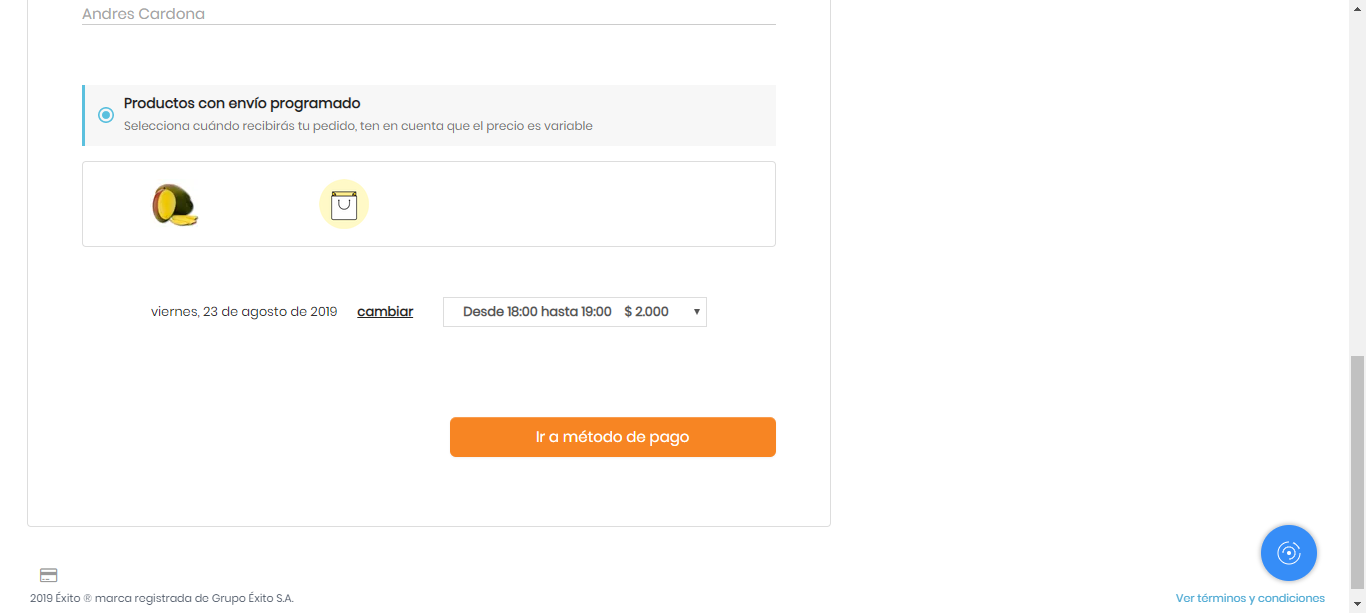 Andres Cardona
Productos con envío programado
Selecciona cuándo recibirás tu pedido, ten en cuenta que el precio es variable
viernes, 23 de agosto de 2019 cambiar Desde 18:00 hasta 19:00 $ 2.000
Ir a método de pago
2019 Éxito ® marca registrada de Grupo Éxito S.A.
Ver términos y condiciones